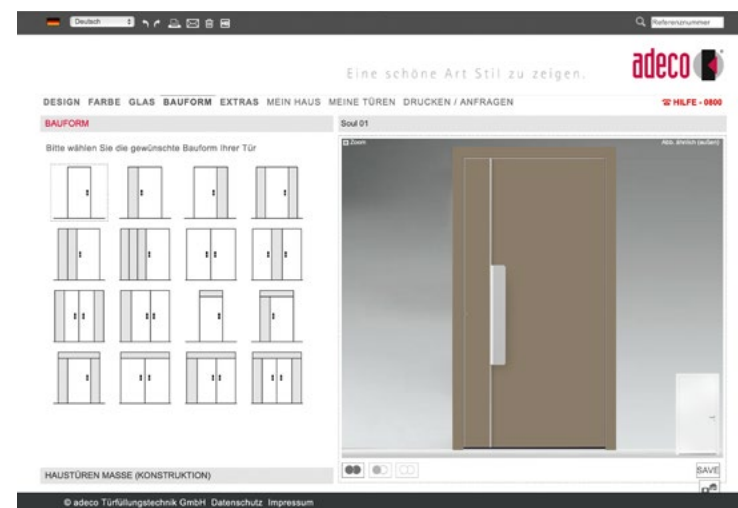 Deutsch
Referenznummer
Eine schöne Art Stil zu zeigen.
adeco
DESIGN FARBE GLAS BAUFORM EXTRAS MEIN HAUS MEINE TÜREN DRUCKEN / ANFRAGEN
HILFE - 0800
BAUFORM
Soul 01
Bitte wählen Sie die gewünschte Bauform Ihrer Tür
Zoom
Abb. ähnlich (außen)
HAUSTÜREN MASSE (KONSTRUKTION)
SAVE
© adeco Türfüllungstechnik GmbH Datenschutz Impressum